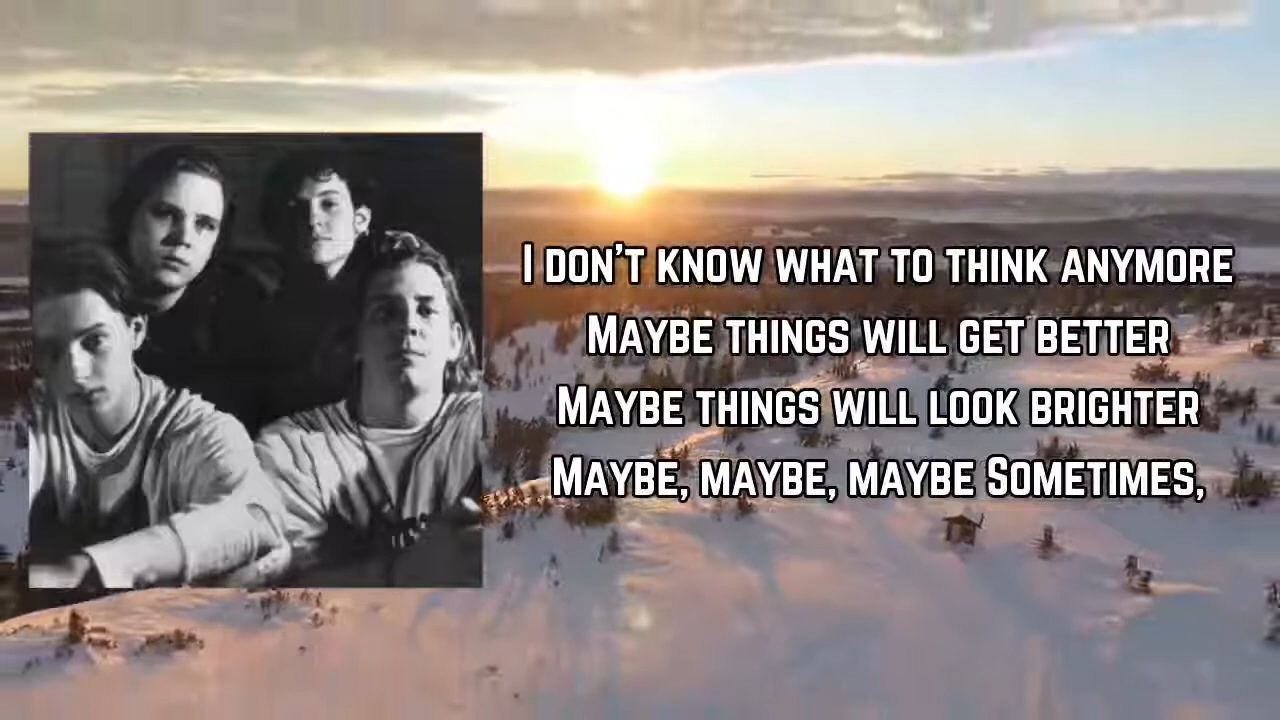 I DON'T KNOW WHAT TO THINK ANYMORE
MAYBE THINGS WILL GET BETTER
MAYBE THINGS WILL LOOK BRIGHTER
MAYBE, MAYBE, MAYBE SOMETIMES,